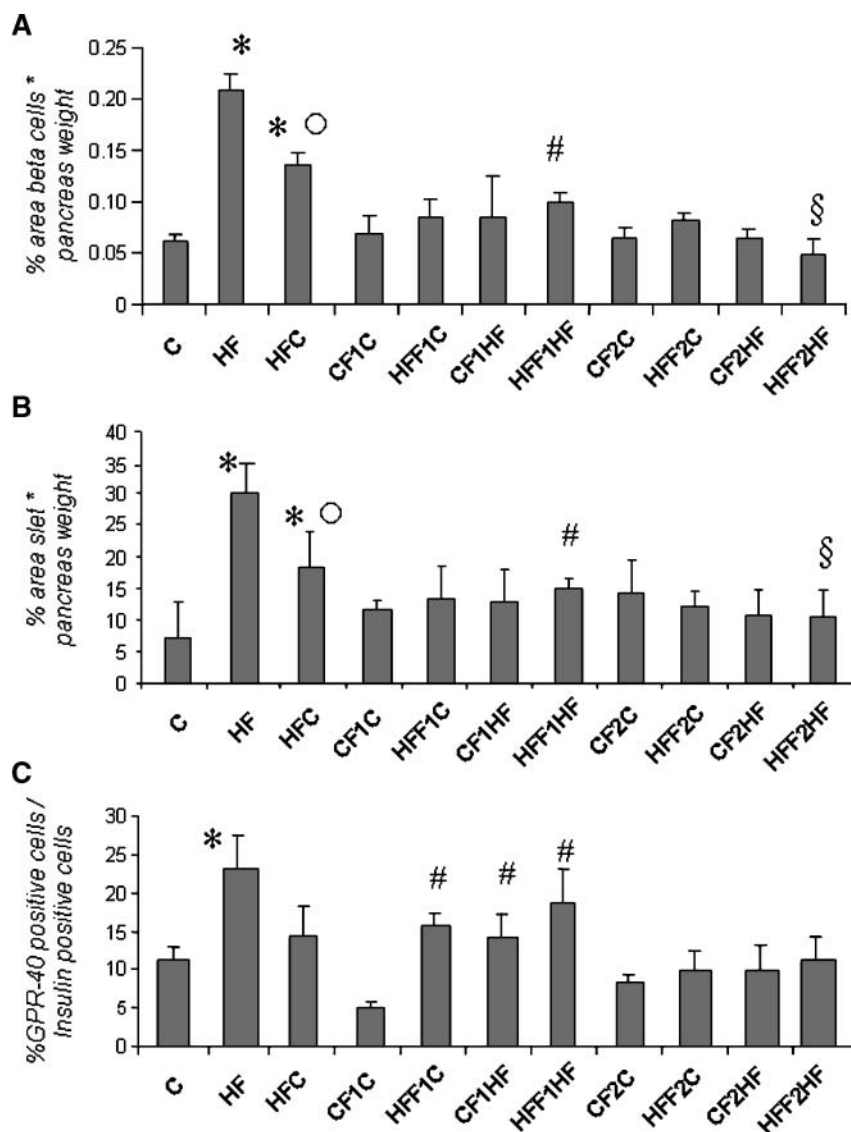 A
% area beta cells *
pancreas weight
0.25
0.20
0.15
0.10
0.05
0
* 
* ○
#
§
C HF HFC CF1C HFF1C CF1HF HFF1HF CF2C HFF2C CF2HF HFF2HF
B
% area slet *
pancreas weight
40
35
30
25
20
15
10
5
0
*
* ○
#
§
C HF HFC CF1C HFF1C CF1HF HFF1HF CF2C HFF2C CF2HF HFF2HF
C
%GPR-40 positive cells /
Insulin positive cells
30
25
20
15
10
5
0
*
# # #
C HF HFC CF1C HFF1C CF1HF HFF1HF CF2C HFF2C CF2HF HFF2HF